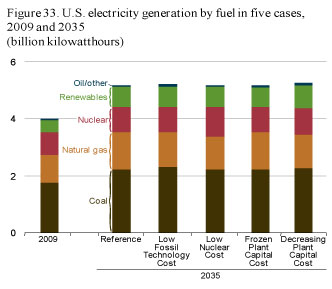 Figure 33. U.S. electricity generation by fuel in five cases,
2009 and 2035
(billion kilowatthours)
6
Oil/other
Renewables
4
Nuclear
Natural gas
2
Coal
0
2009
Reference
Low
Fossil
Technology
Cost
Low
Nuclear
Cost
Frozen
Plant
Capital
Cost
Decreasing
Plant
Capital
Cost
2035